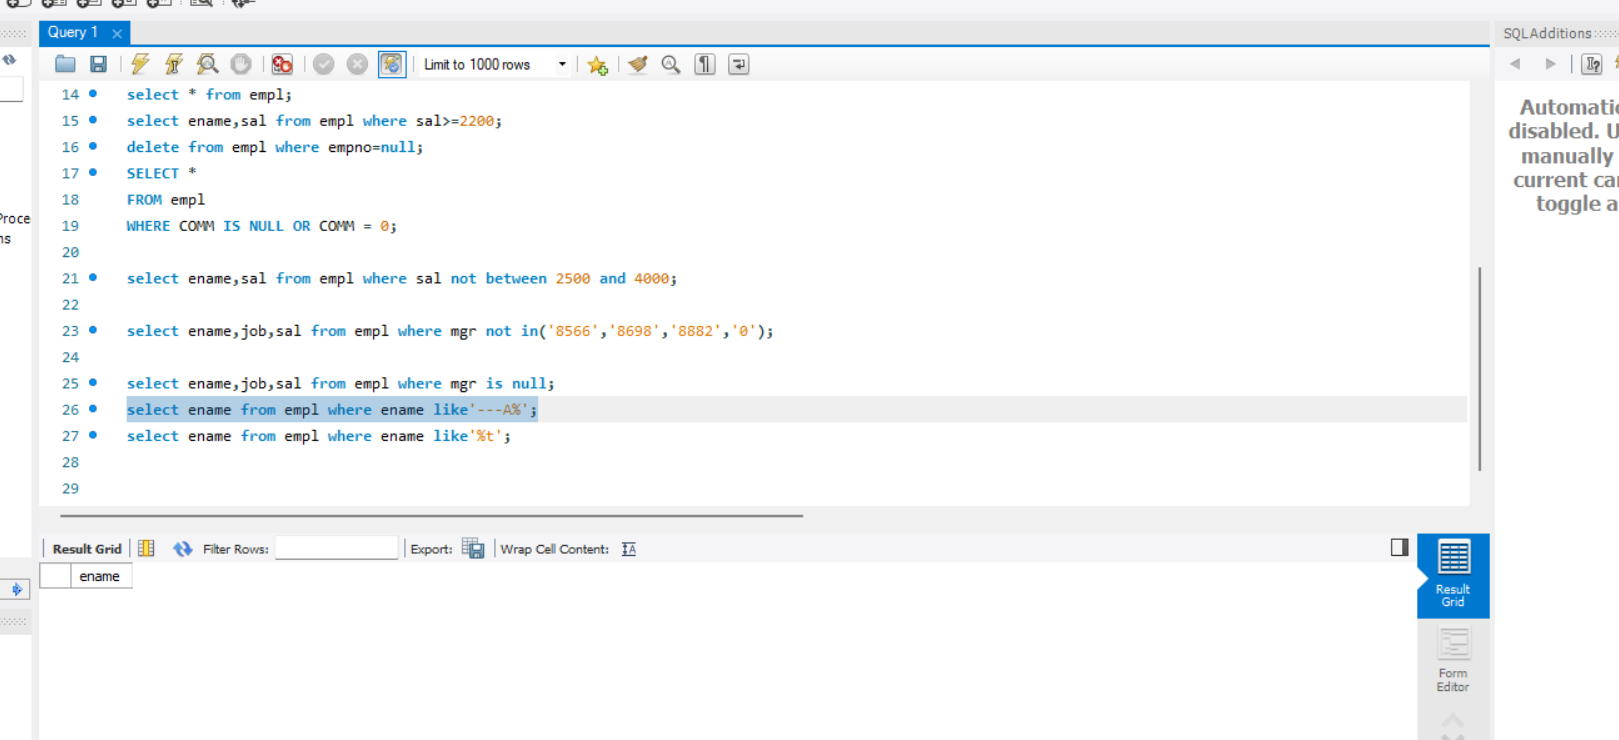 Query 1
SQLAdditions
Limit to 1000 rows
14 select * from empl;
15 select ename,sal from empl where sal>=2200;
16 delete from empl where empno=null;
17 SELECT *
18 FROM empl
19 WHERE COMM IS NULL OR COMM = 0;
20
21 select ename,sal from empl where sal not between 2500 and 4000;
22
23 select ename,job,sal from empl where mgr not in('8566','8698','8882','0');
24
25 select ename,job,sal from empl where mgr is null;
26 select ename from empl where ename like'---A%';
27 select ename from empl where ename like'%t';
28
29
Automatic
disabled. U
manually
current car
toggle a
Proce
ns
Result Grid Filter Rows: Export: Wrap Cell Content:
ename
Result
Grid
Form
Editor